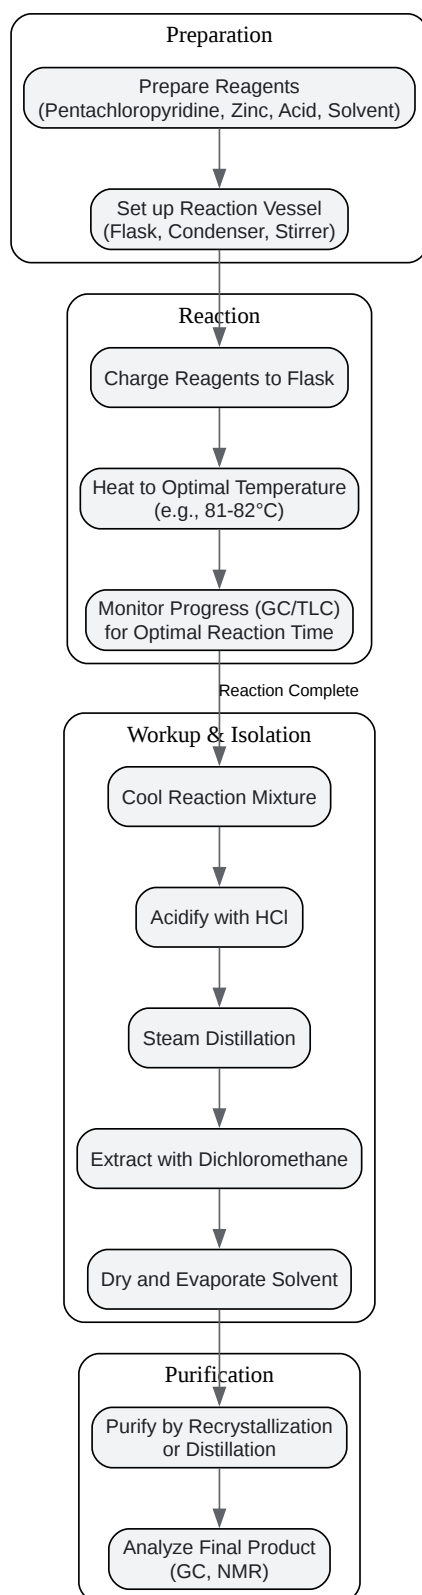 Preparation
Prepare Reagents
(Pentachloropyridine, Zinc, Acid, Solvent)
Set up Reaction Vessel
(Flask, Condenser, Stirrer)
Reaction
Charge Reagents to Flask
Heat to Optimal Temperature
(e.g., 81-82°C)
Monitor Progress (GC/TLC)
for Optimal Reaction Time
Reaction Complete
Workup & Isolation
Cool Reaction Mixture
Acidify with HCl
Steam Distillation
Extract with Dichloromethane
Dry and Evaporate Solvent
Purification
Purify by Recrystallization
or Distillation
Analyze Final Product
(GC, NMR)